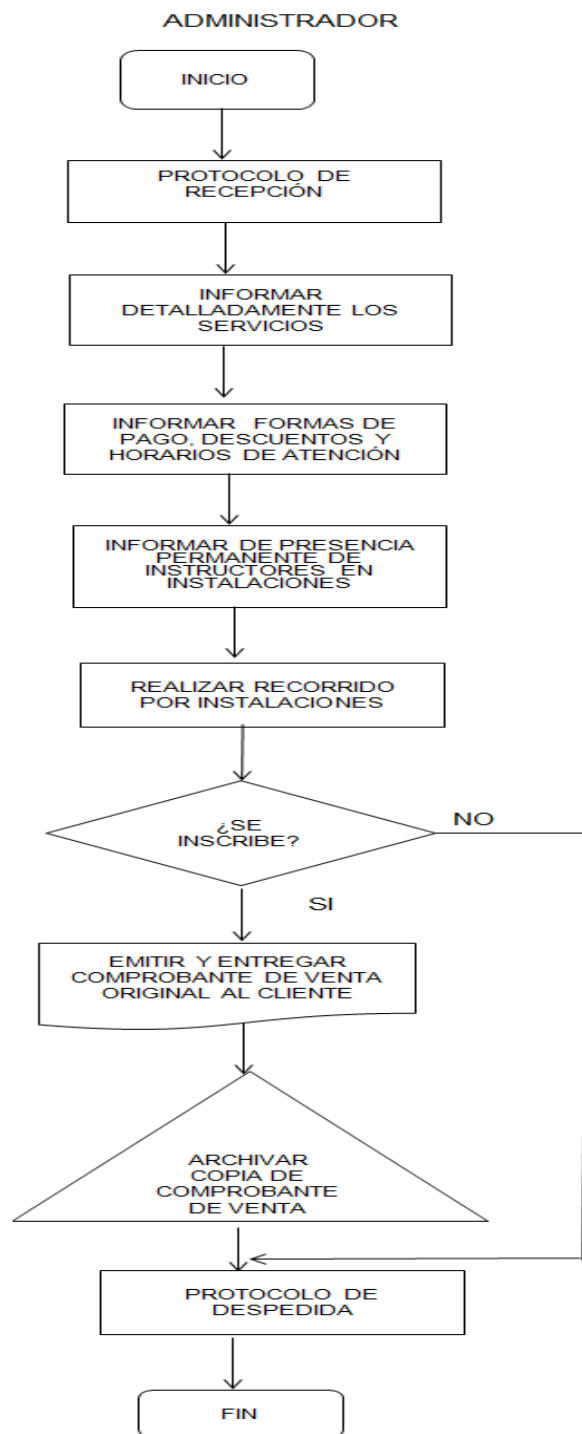 ADMINISTRADOR
INICIO
PROTOCOLO DE
RECEPCIÓN
INFORMAR
DETALLADAMENTE LOS
SERVICIOS
INFORMAR FORMAS DE
PAGO, DESCUENTOS Y
HORARIOS DE ATENCIÓN
INFORMAR DE PRESENCIA
PERMANENTE DE
INSTRUCTORES EN
INSTALACIONES
REALIZAR RECORRIDO
POR INSTALACIONES
¿SE
INSCRIBE?
NO
SI
EMITIR Y ENTREGAR
COMPROBANTE DE VENTA
ORIGINAL AL CLIENTE
ARCHIVAR
COPIA DE
COMPROBANTE
DE VENTA
PROTOCOLO DE
DESPEDIDA
FIN